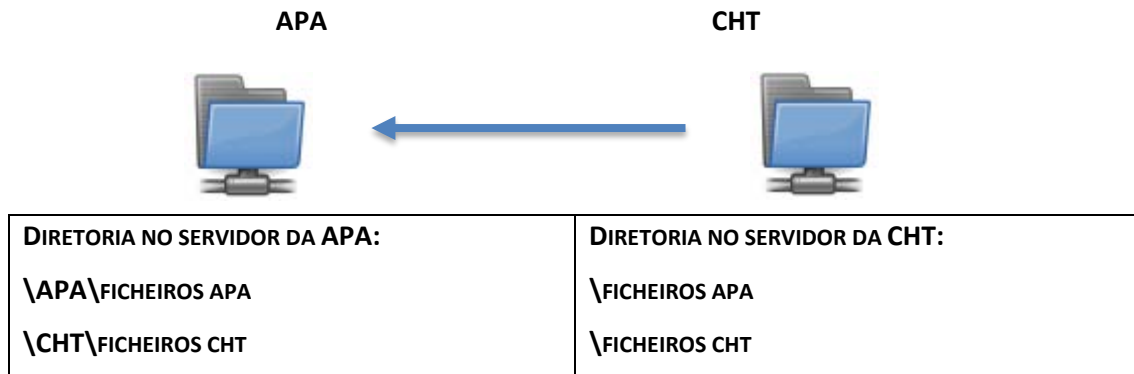 APA CHT
DIRETORIA NO SERVIDOR DA APA:
\APA\FICHEIROS APA
\CHT\FICHEIROS CHT
DIRETORIA NO SERVIDOR DA CHT:
\FICHEIROS APA
\FICHEIROS CHT